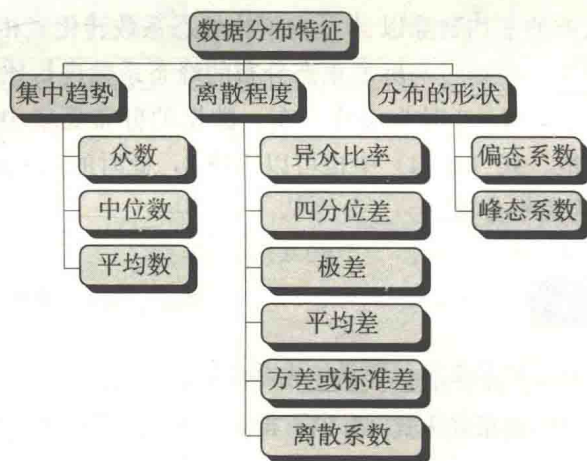 数据分布特征
集中趋势
离散程度
分布的形状
众数
中位数
平均数
异众比率
四分位差
极差
平均差
方差或标准差
离散系数
偏态系数
峰态系数